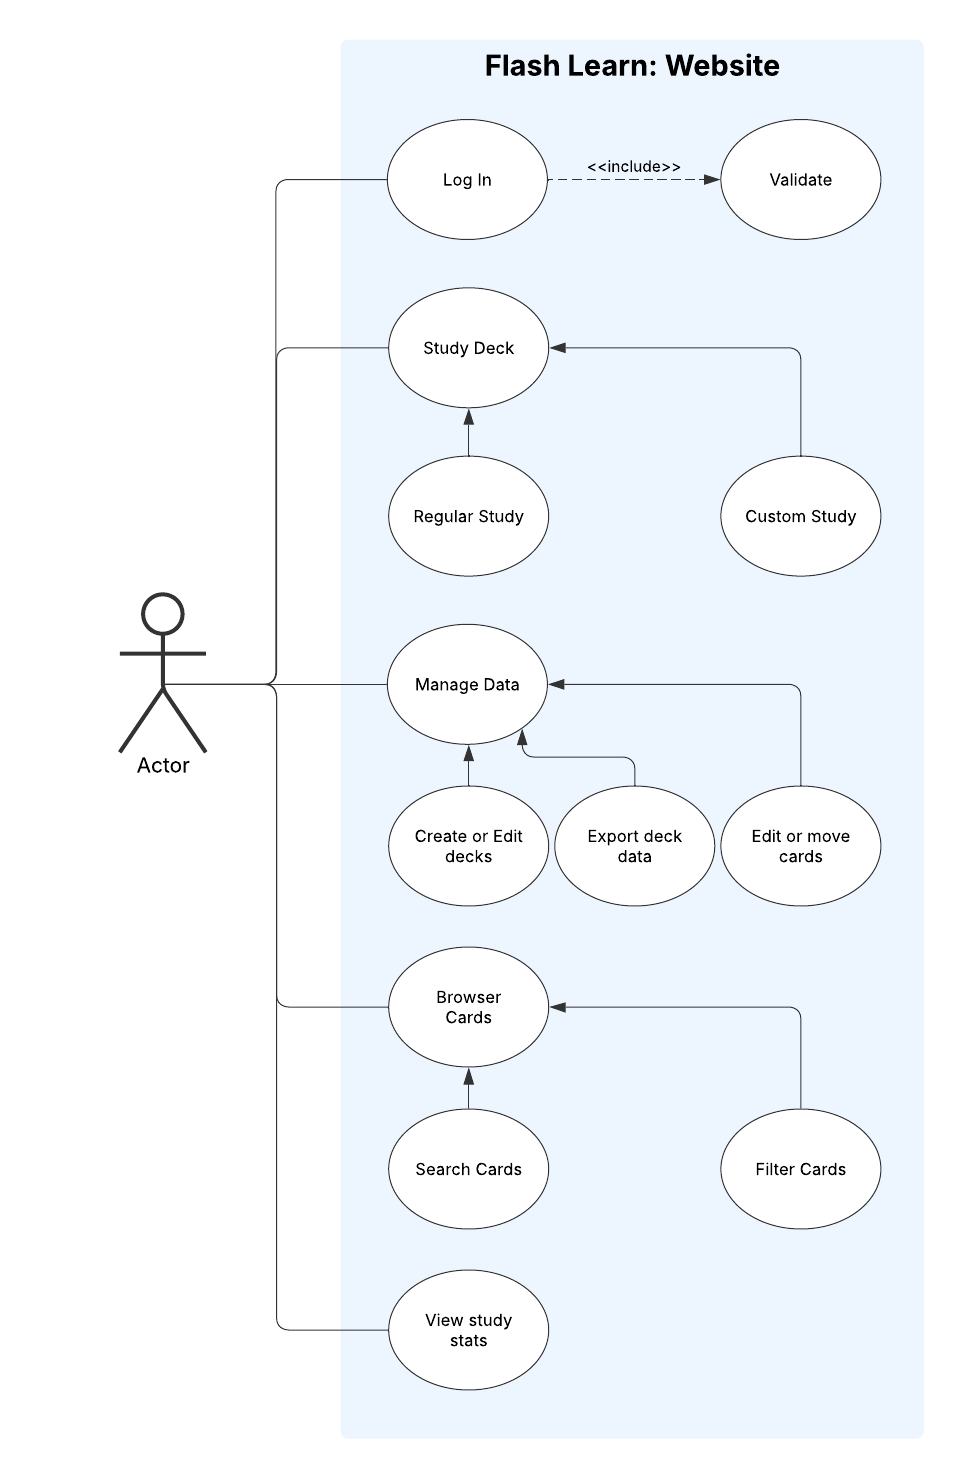 Flash Learn: Website
Log In
<<include>>
Validate
Study Deck
Regular Study
Custom Study
Actor
Manage Data
Create or Edit
decks
Export deck
data
Edit or move
cards
Browser
Cards
Search Cards
Filter Cards
View study
stats